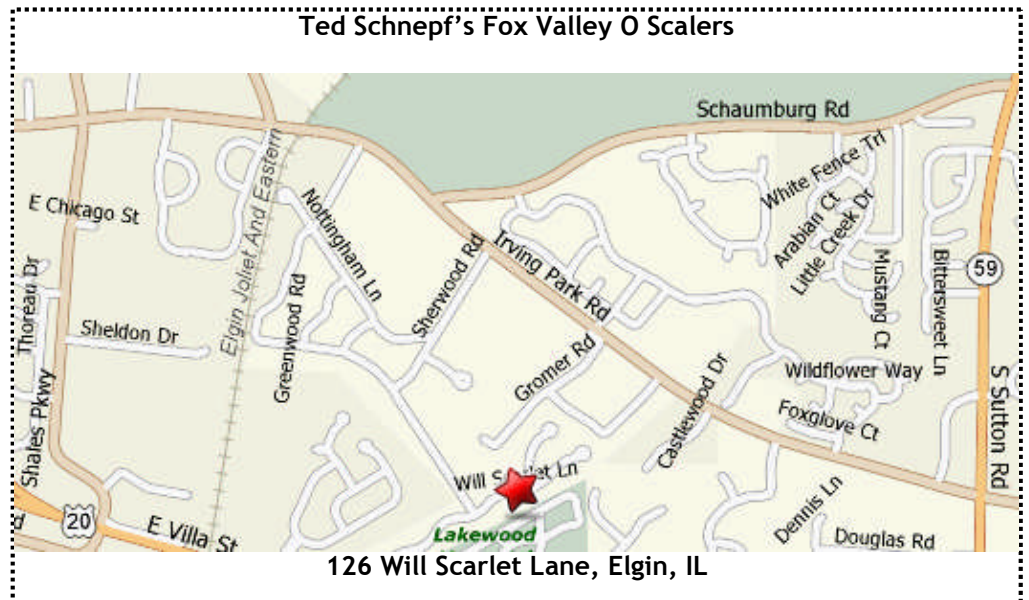 Ted Schnepf’s Fox Valley O Scalers
Schaumburg Rd
White Fence Trl
E Chicago St
Nottingham Ln
Elgin Joliet And Eastern
Arabian Ct
Little Creek Dr
Irving Park Rd
Sherwood Rd
Mustang Ct
Bittersweet Ln
59
Thoreau Dr
Sheldon Dr
Greenwood Rd
Gromer Rd
Castlewood Dr
Wildflower Way
Foxglove Ct
S Sutton Rd
Shales Pkwy
Will Scarlet Ln
Dennis Ln
20
E Villa St
Lakewood
Douglas Rd
126 Will Scarlet Lane, Elgin, IL